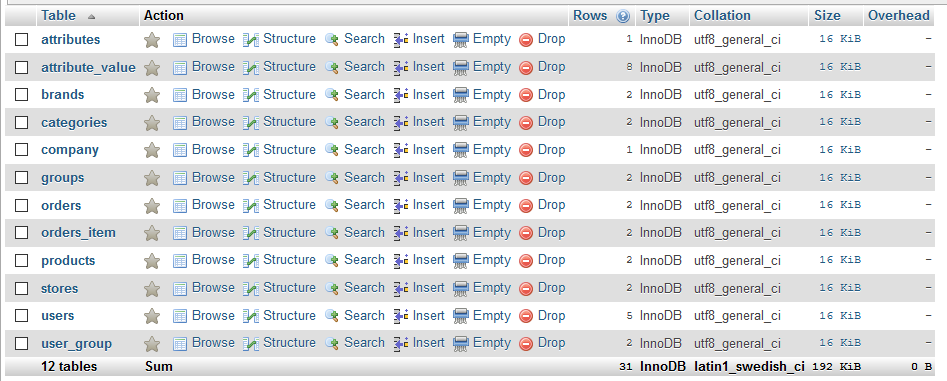 Table Action Rows Type Collation Size Overhead
attributes Browse Structure Search Insert Empty Drop 1 InnoDB utf8_general_ci 16 KiB -
attribute_value Browse Structure Search Insert Empty Drop 8 InnoDB utf8_general_ci 16 KiB -
brands Browse Structure Search Insert Empty Drop 2 InnoDB utf8_general_ci 16 KiB -
categories Browse Structure Search Insert Empty Drop 2 InnoDB utf8_general_ci 16 KiB -
company Browse Structure Search Insert Empty Drop 1 InnoDB utf8_general_ci 16 KiB -
groups Browse Structure Search Insert Empty Drop 2 InnoDB utf8_general_ci 16 KiB -
orders Browse Structure Search Insert Empty Drop 2 InnoDB utf8_general_ci 16 KiB -
orders_item Browse Structure Search Insert Empty Drop 2 InnoDB utf8_general_ci 16 KiB -
products Browse Structure Search Insert Empty Drop 2 InnoDB utf8_general_ci 16 KiB -
stores Browse Structure Search Insert Empty Drop 2 InnoDB utf8_general_ci 16 KiB -
users Browse Structure Search Insert Empty Drop 5 InnoDB utf8_general_ci 16 KiB -
user_group Browse Structure Search Insert Empty Drop 2 InnoDB utf8_general_ci 16 KiB -
12 tables Sum 31 InnoDB latin1_swedish_ci 192 KiB 0 B